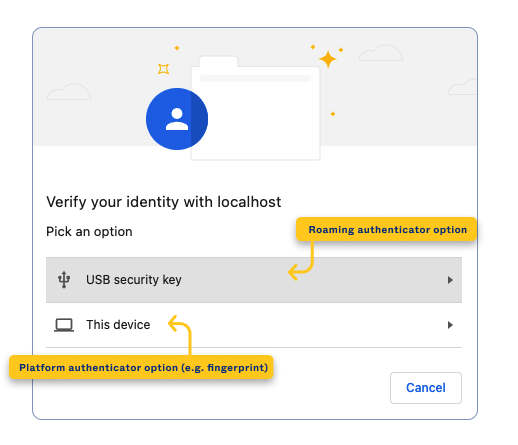 Verify your identity with localhost
Pick an option
Roaming authenticator option
USB security key
This device
Platform authenticator option (e.g. fingerprint)
Cancel